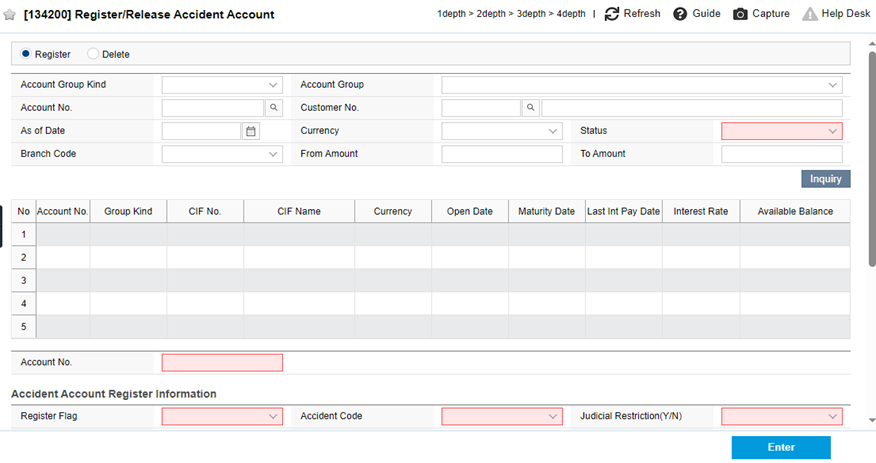 [134200] Register/Release Accident Account 1depth > 2depth > 3depth > 4depth | Refresh Guide Capture Help Desk
Register Delete
Account Group Kind Account Group
Account No. Customer No.
As of Date Currency Status
Branch Code From Amount To Amount
Inquiry
No Account No. Group Kind CIF No. CIF Name Currency Open Date Maturity Date Last Int Pay Date Interest Rate Available Balance
1
2
3
4
5
Account No.
Accident Account Register Information
Register Flag Accident Code Judicial Restriction(Y/N)
Enter